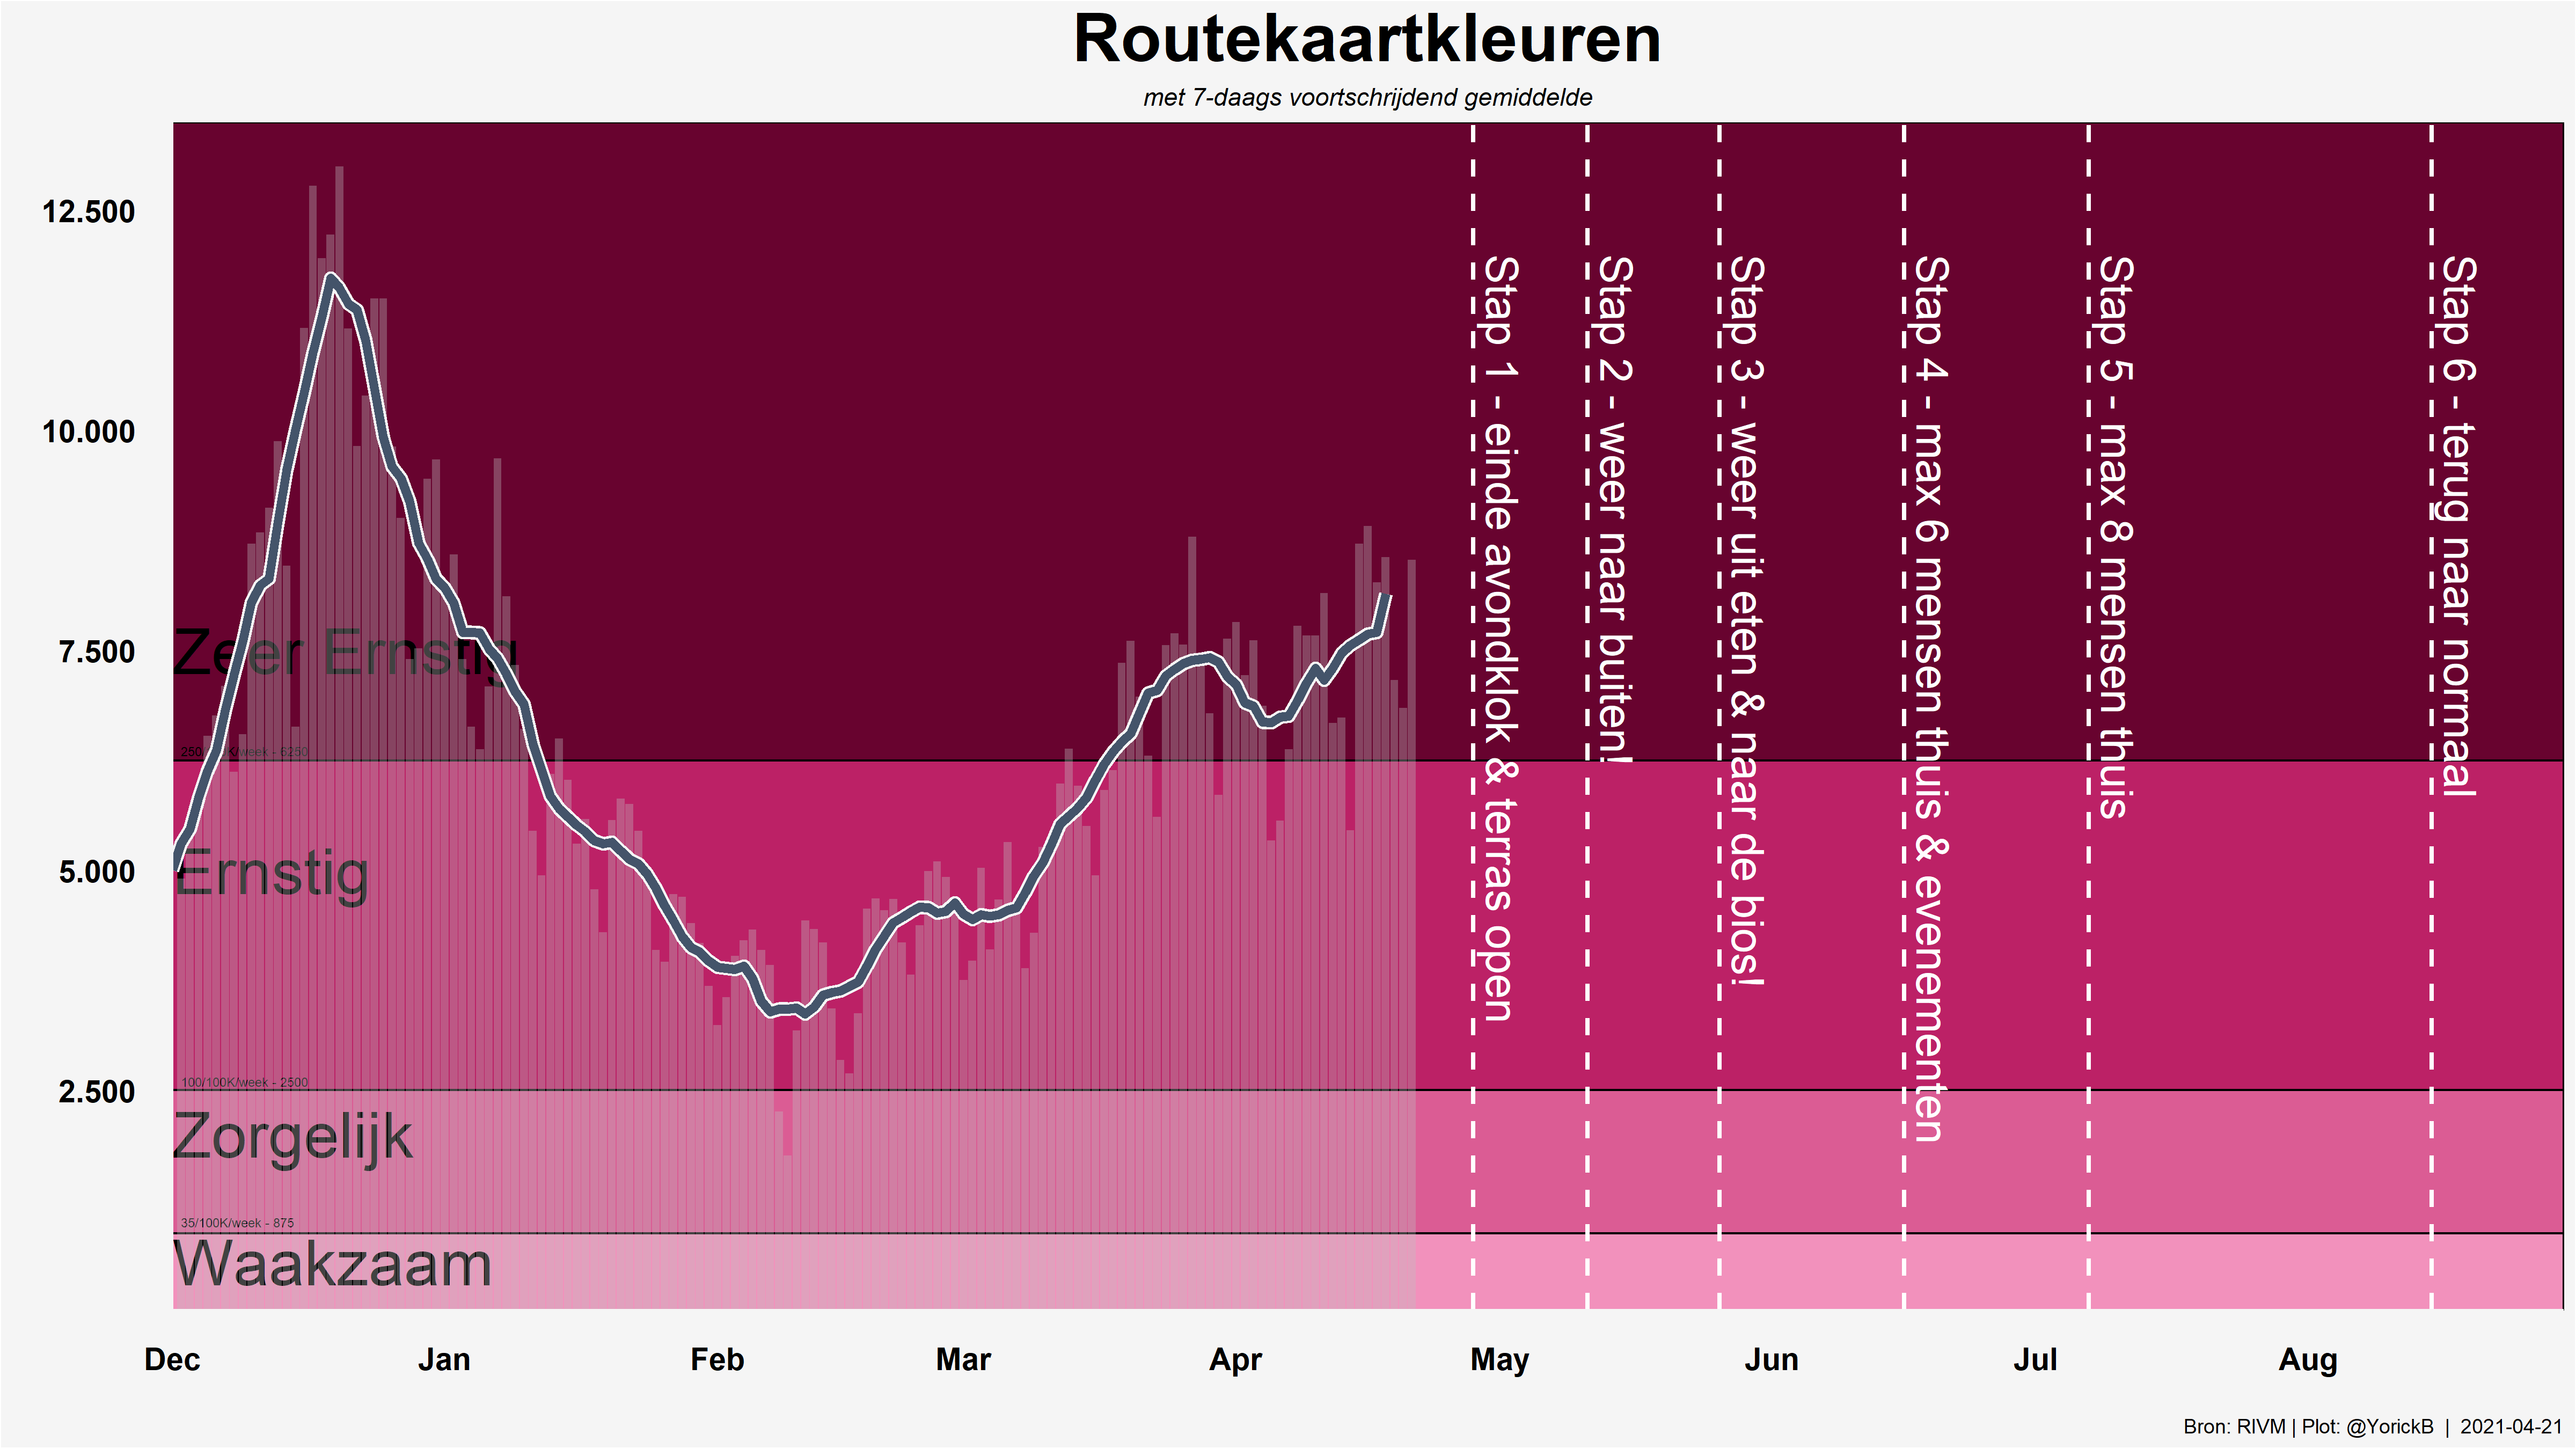 Routekaartkleuren
met 7-daags voortschrijdend gemiddelde
12.500
10.000
7.500
5.000
2.500
Zeer Ernstig
250 K/week - 6250
Ernstig
100/100K/week - 2500
Zorgelijk
35/100K/week - 875
Waakzaam
Stap 1 - einde avondklok & terras open
Stap 2 - weer naar buiten!
Stap 3 - weer uit eten & naar de bios!
Stap 4 - max 6 mensen thuis & evenementen
Stap 5 - max 8 mensen thuis
Stap 6 - terug naar normaal
Dec Jan Feb Mar Apr May Jun Jul Aug
Bron: RIVM | Plot: @YorickB | 2021-04-21